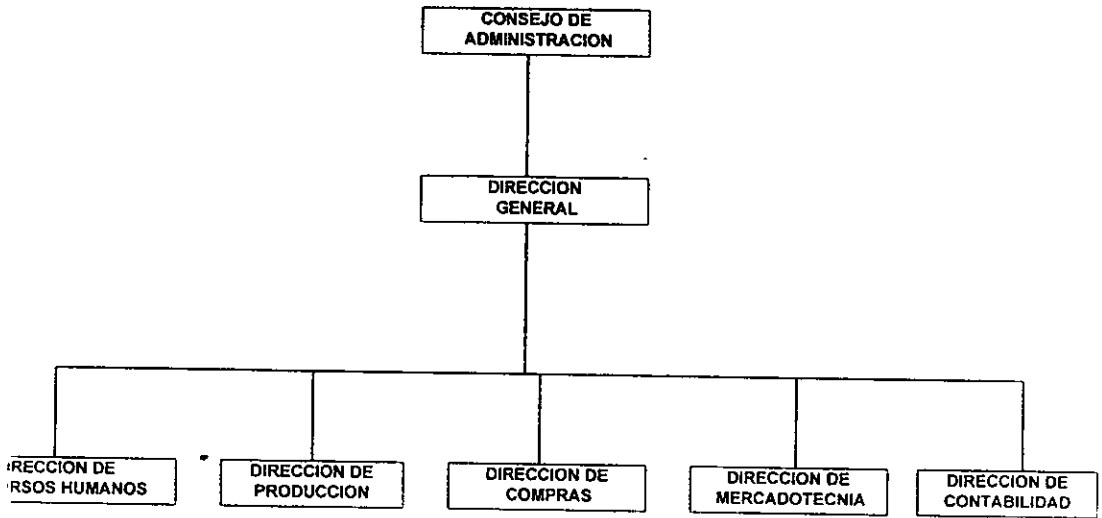 CONSEJO DE
ADMINISTRACION
DIRECCION
GENERAL
IRECCION DE
RSOS HUMANOS
DIRECCION DE
PRODUCCION
DIRECCION DE
COMPRAS
DIRECCION DE
MERCADOTECNIA
DIRECCION DE
CONTABILIDAD